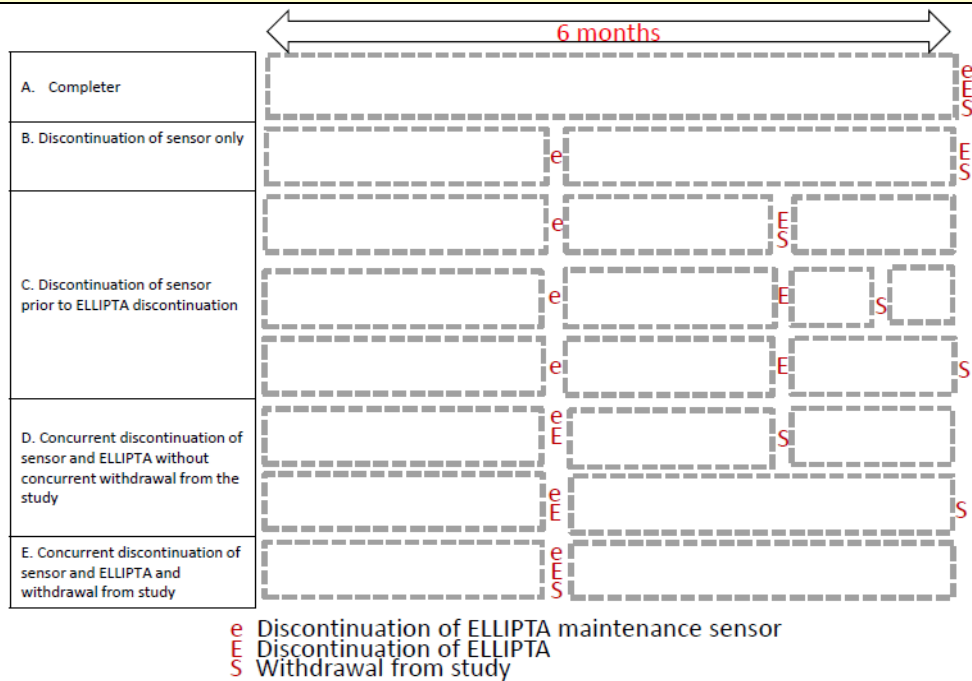 6 months
A. Completer
e
E
S
B. Discontinuation of sensor only
e
E
S
C. Discontinuation of sensor
prior to ELLIPTA discontinuation
e
E
S
e
E
S
e
E
S
D. Concurrent discontinuation of
sensor and ELLIPTA without
concurrent withdrawal from the
study
e
E
S
e
E
S
E. Concurrent discontinuation of
sensor and ELLIPTA and
withdrawal from study
e
E
S
e Discontinuation of ELLIPTA maintenance sensor
E Discontinuation of ELLIPTA
S Withdrawal from study